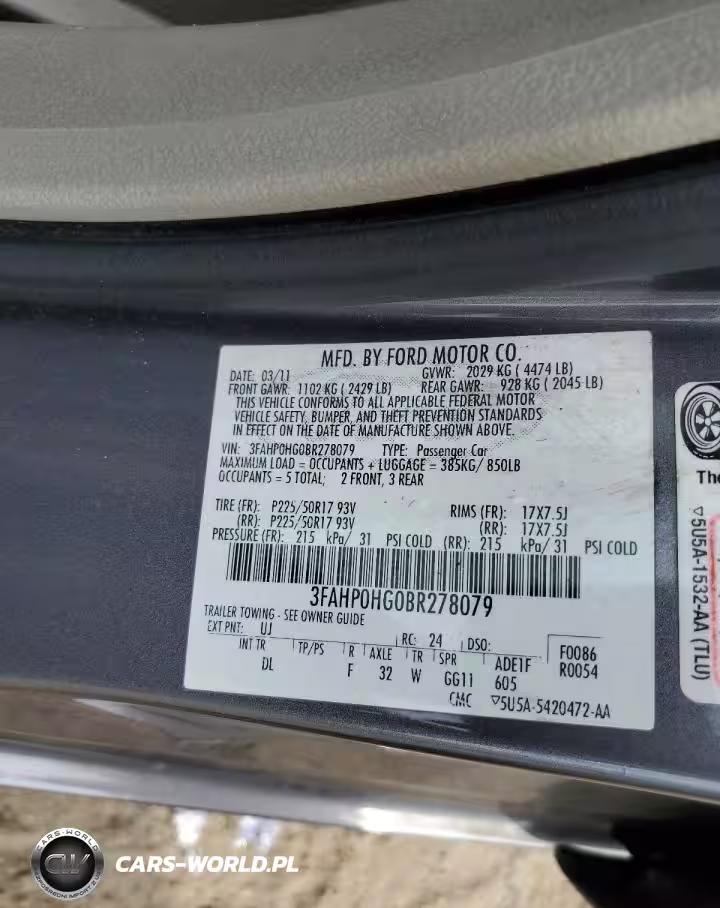 MFD. BY FORD MOTOR CO.
DATE: 03/11 GVWR: 2029 KG ( 4474 LB)
FRONT GAWR: 1102 KG ( 2429 LB) REAR GAWR: 928 KG ( 2045 LB)
THIS VEHICLE CONFORMS TO ALL APPLICABLE FEDERAL MOTOR
VEHICLE SAFETY, BUMPER, AND THEFT PREVENTION STANDARDS
IN EFFECT ON THE DATE OF MANUFACTURE SHOWN ABOVE.
VIN: 3FAHP0HG0BR278079 TYPE: Passenger Car
MAXIMUM LOAD = OCCUPANTS + LUGGAGE = 385KG/ 850LB
OCCUPANTS = 5 TOTAL; 2 FRONT, 3 REAR
TIRE (FR): P225/50R17 93V RIMS (FR): 17X7.5J
(RR): P225/50R17 93V (RR): 17X7.5J
PRESSURE (FR): 215 kPa/ 31 PSI COLD (RR): 215 kPa/ 31 PSI COLD
3FAHP0HG0BR278079
TRAILER TOWING - SEE OWNER GUIDE
EXT PNT: UJ RC: 24 DSO: F0086
INT TR TP/PS R AXLE TR SPR ADE1F R0054
DL F 32 W GG11 605
CMC ▽5U5A-5420472-AA
The
▽5U5A-1532-AA (TLU)
CARS-WORLD
CW
BEZPOŚREDNI IMPORT Z USA
CARS-WORLD.PL